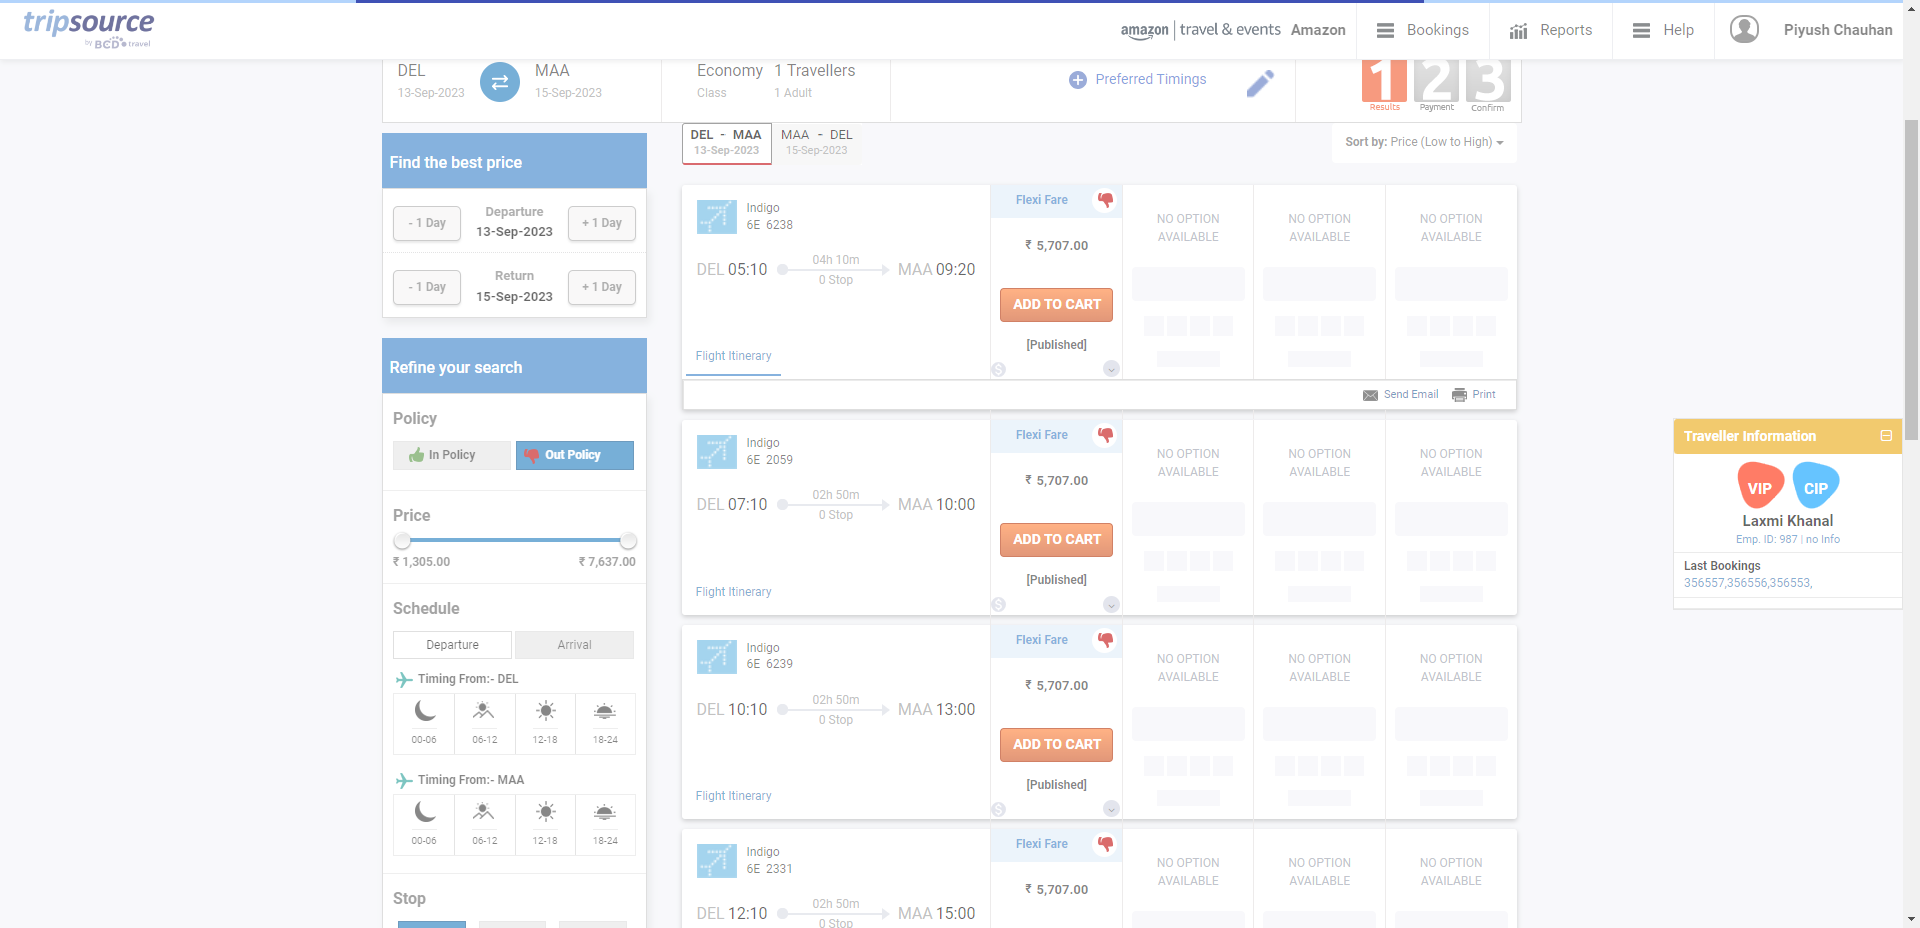 tripsource
by BCD travel
amazon | travel & events Amazon
Bookings
Reports
Help
Piyush Chauhan
DEL
13-Sep-2023
MAA
15-Sep-2023
Economy
Class
1 Travellers
1 Adult
Preferred Timings
1 2 3
Results Payment Confirm
Find the best price
- 1 Day
Departure
13-Sep-2023
+ 1 Day
- 1 Day
Return
15-Sep-2023
+ 1 Day
Refine your search
Policy
In Policy
Out Policy
Price
₹ 1,305.00 ₹ 7,637.00
Schedule
Departure
Arrival
Timing From:- DEL
00-06 06-12 12-18 18-24
Timing From:- MAA
00-06 06-12 12-18 18-24
Stop
DEL - MAA
13-Sep-2023
MAA - DEL
15-Sep-2023
Sort by: Price (Low to High)
Indigo
6E 6238
DEL 05:10
04h 10m
0 Stop
MAA 09:20
Flight Itinerary
Flexi Fare
₹ 5,707.00
ADD TO CART
[Published]
NO OPTION
AVAILABLE
NO OPTION
AVAILABLE
NO OPTION
AVAILABLE
Send Email
Print
Indigo
6E 2059
DEL 07:10
02h 50m
0 Stop
MAA 10:00
Flight Itinerary
Flexi Fare
₹ 5,707.00
ADD TO CART
[Published]
NO OPTION
AVAILABLE
NO OPTION
AVAILABLE
NO OPTION
AVAILABLE
Indigo
6E 6239
DEL 10:10
02h 50m
0 Stop
MAA 13:00
Flight Itinerary
Flexi Fare
₹ 5,707.00
ADD TO CART
[Published]
NO OPTION
AVAILABLE
NO OPTION
AVAILABLE
NO OPTION
AVAILABLE
Indigo
6E 2331
DEL 12:10
02h 50m
0 Stop
MAA 15:00
Flexi Fare
₹ 5,707.00
NO OPTION
AVAILABLE
NO OPTION
AVAILABLE
NO OPTION
AVAILABLE
Traveller Information
VIP
CIP
Laxmi Khanal
Emp. ID: 987 | no Info
Last Bookings
356557,356556,356553,